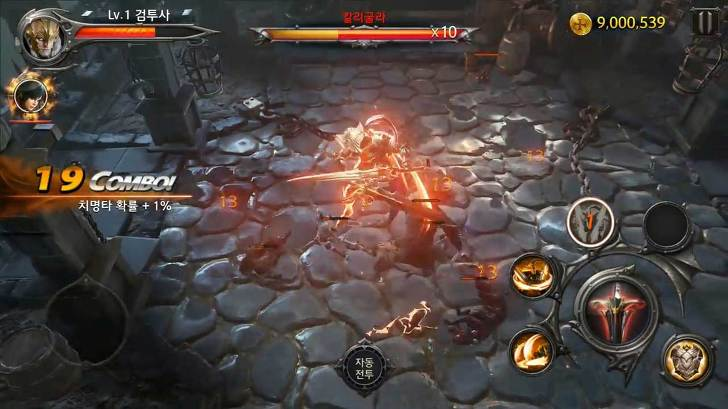 Lv.1 검투사
칼리굴라
x10
9,000,539
19 COMBO!
치명타 확률 + 1%
13
13
13
13
자동
전투